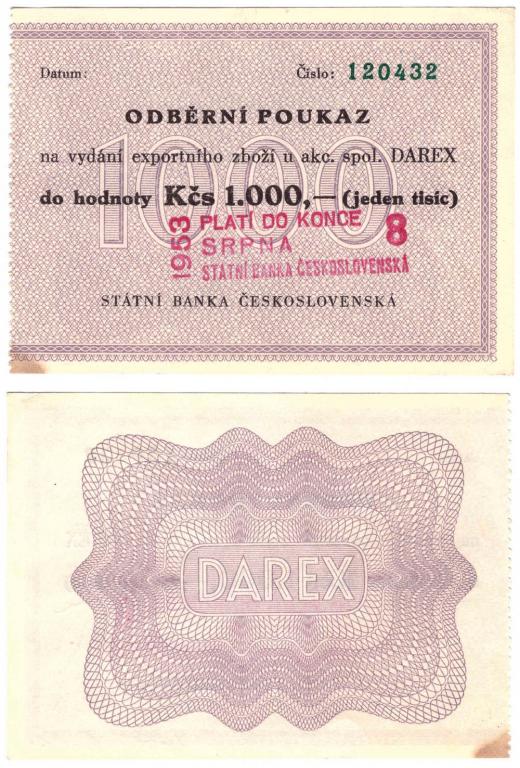 Datum: Číslo: 120432
ODBĚRNÍ POUKAZ
na vydání exportního zboží u akc. spol. DAREX
do hodnoty Kčs 1.000,— (jeden tisíc)
1000
1953 PLATÍ DO KONCE 8
SRPNA
STÁTNÍ BANKA ČESKOSLOVENSKÁ
STÁTNÍ BANKA ČESKOSLOVENSKÁ
DAREX